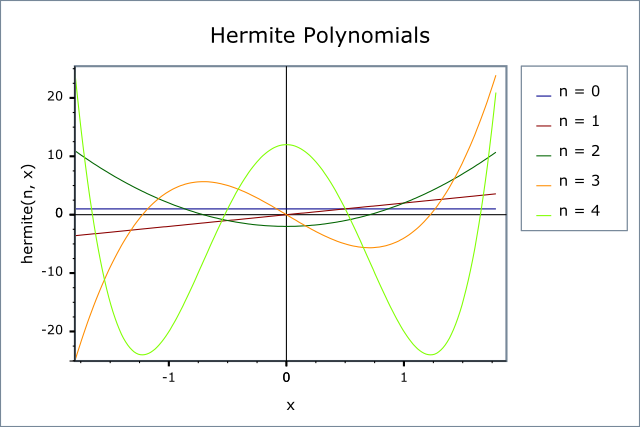 Hermite Polynomials
hermite(n, x)
20
10
0
-10
-20
-1
0
1
x
n = 0
n = 1
n = 2
n = 3
n = 4